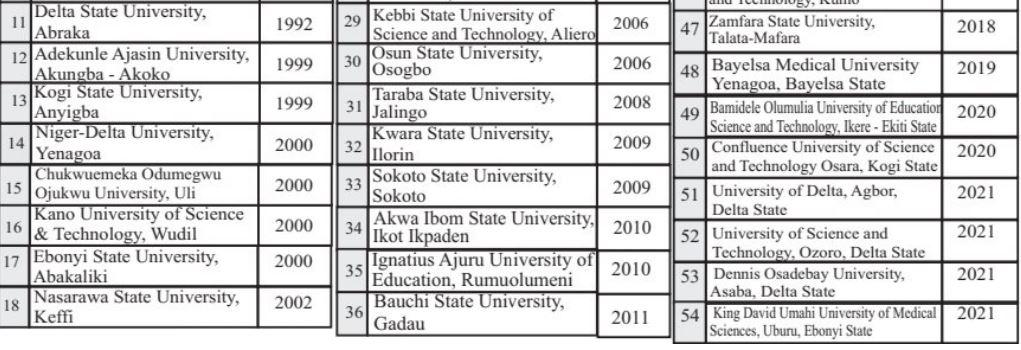 11 Delta State University, 1992
Abraka
12 Adekunle Ajasin University, 1999
Akungba - Akoko
13 Kogi State University, 1999
Anyigba
14 Niger-Delta University, 2000
Yenagoa
15 Chukwuemeka Odumegwu 2000
Ojukwu University, Uli
16 Kano University of Science 2000
& Technology, Wudil
17 Ebonyi State University, 2000
Abakaliki
18 Nasarawa State University, 2002
Keffi
29 Kebbi State University of 2006
Science and Technology, Aliero
30 Osun State University, 2006
Osogbo
31 Taraba State University, 2008
Jalingo
32 Kwara State University, 2009
Ilorin
33 Sokoto State University, 2009
Sokoto
34 Akwa Ibom State University, 2010
Ikot Ikpaden
35 Ignatius Ajuru University of 2010
Education, Rumuolumeni
36 Bauchi State University, 2011
Gadau
and Technology, Kumo
47 Zamfara State University, 2018
Talata-Mafara
48 Bayelsa Medical University 2019
Yenagoa, Bayelsa State
49 Bamidele Olumulia University of Education 2020
Science and Technology, Ikere - Ekiti State
50 Confluence University of Science 2020
and Technology Osara, Kogi State
51 University of Delta, Agbor, 2021
Delta State
52 University of Science and 2021
Technology, Ozoro, Delta State
53 Dennis Osadebay University, 2021
Asaba, Delta State
54 King David Umahi University of Medical 2021
Sciences, Uburu, Ebonyi State